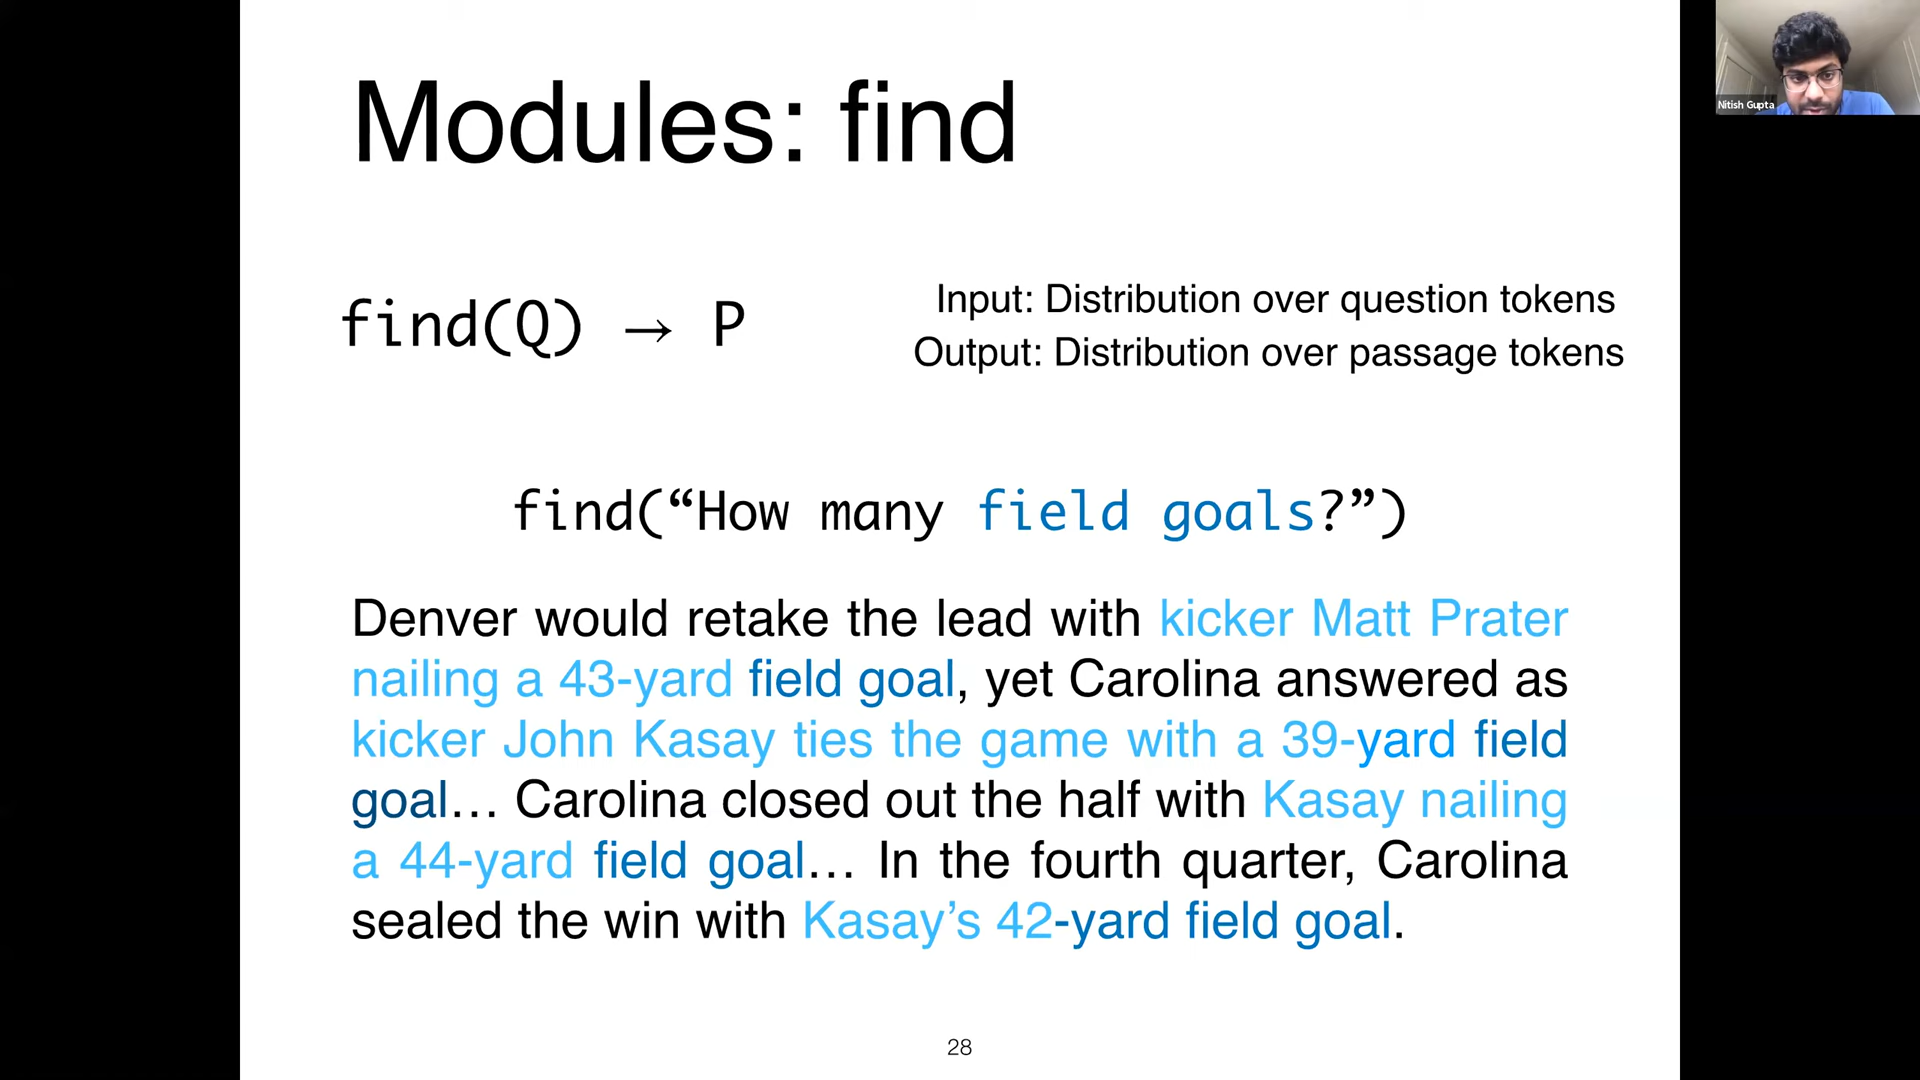 Modules: find
Nitish Gupta
find(Q) → P
Input: Distribution over question tokens
Output: Distribution over passage tokens
find(“How many field goals?”)
Denver would retake the lead with kicker Matt Prater
nailing a 43-yard field goal, yet Carolina answered as
kicker John Kasay ties the game with a 39-yard field
goal… Carolina closed out the half with Kasay nailing
a 44-yard field goal… In the fourth quarter, Carolina
sealed the win with Kasay’s 42-yard field goal.
28